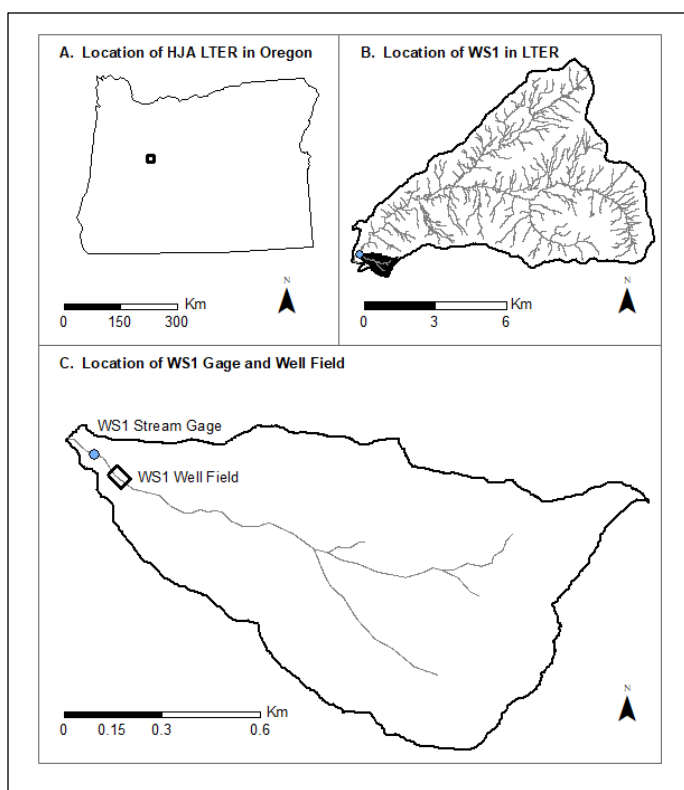 A. Location of HJA LTER in Oregon
N
Km
0 150 300
B. Location of WS1 in LTER
N
Km
0 3 6
C. Location of WS1 Gage and Well Field
WS1 Stream Gage
WS1 Well Field
N
Km
0 0.15 0.3 0.6